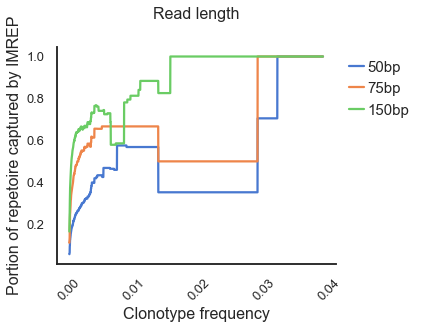 Read length
Portion of repetoire captured by IMREP
1.0
0.8
0.6
0.4
0.2
0.00
0.01
0.02
0.03
0.04
Clonotype frequency
50bp
75bp
150bp